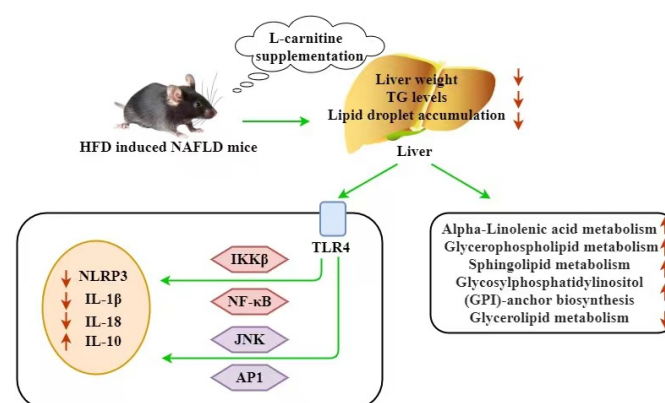 L-carnitine
supplementation
HFD induced NAFLD mice
Liver weight
TG levels
Lipid droplet accumulation
Liver
TLR4
IKKβ
NF-κB
JNK
AP1
NLRP3
IL-1β
IL-18
IL-10
Alpha-Linolenic acid metabolism
Glycerophospholipid metabolism
Sphingolipid metabolism
Glycosylphosphatidylinositol
(GPI)-anchor biosynthesis
Glycerolipid metabolism